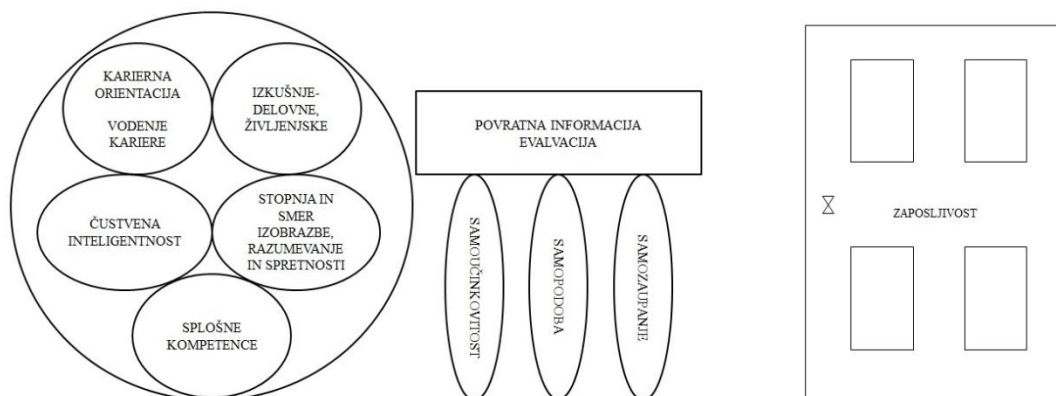 KARIERNA
ORIENTACIJA
VODENJE
KARIERE
IZKUŠNJE-
DELOVNE,
ŽIVLJENJSKE
ČUSTVENA
INTELIGENTNOST
STOPNJA IN
SMER
IZOBRAZBE,
RAZUMEVANJE
IN SPRETNOSTI
SPLOŠNE
KOMPETENCE
POVRATNA INFORMACIJA
EVALVACIJA
SAMOUČINKOVITOST
SAMOPODOBA
SAMOZAUPANJE
ZAPOSLJIVOST